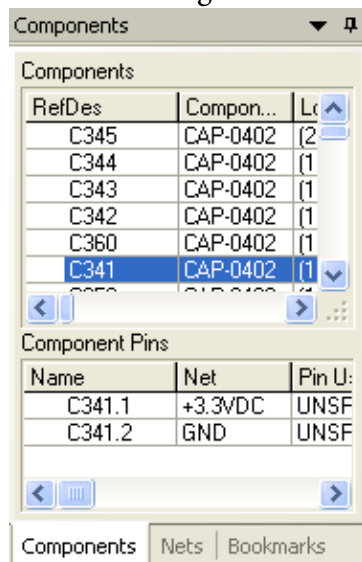 Components
Components
RefDes Compon... Lo
C345 CAP-0402 (2
C344 CAP-0402 (1
C343 CAP-0402 (1
C342 CAP-0402 (1
C360 CAP-0402 (1
C341 CAP-0402 (1
Component Pins
Name Net Pin U:
C341.1 +3.3VDC UNSF
C341.2 GND UNSF
Components Nets Bookmarks